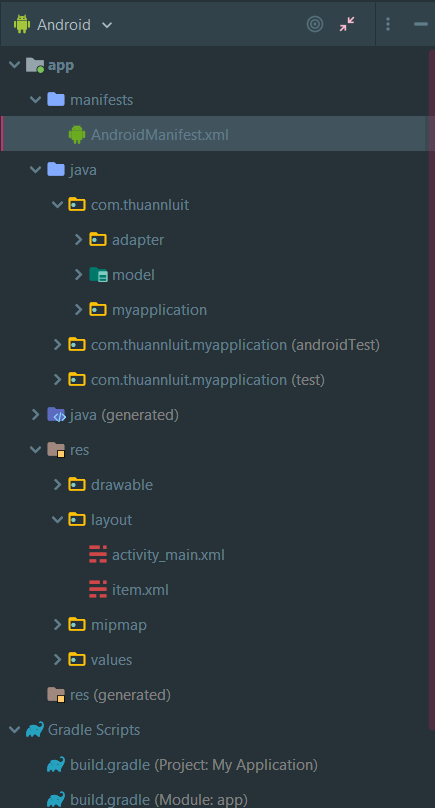 Android
app
manifests
AndroidManifest.xml
java
com.thuannluit
adapter
model
myapplication
com.thuannluit.myapplication (androidTest)
com.thuannluit.myapplication (test)
java (generated)
res
drawable
layout
activity_main.xml
item.xml
mipmap
values
res (generated)
Gradle Scripts
build.gradle (Project: My Application)
build.gradle (Module: app)